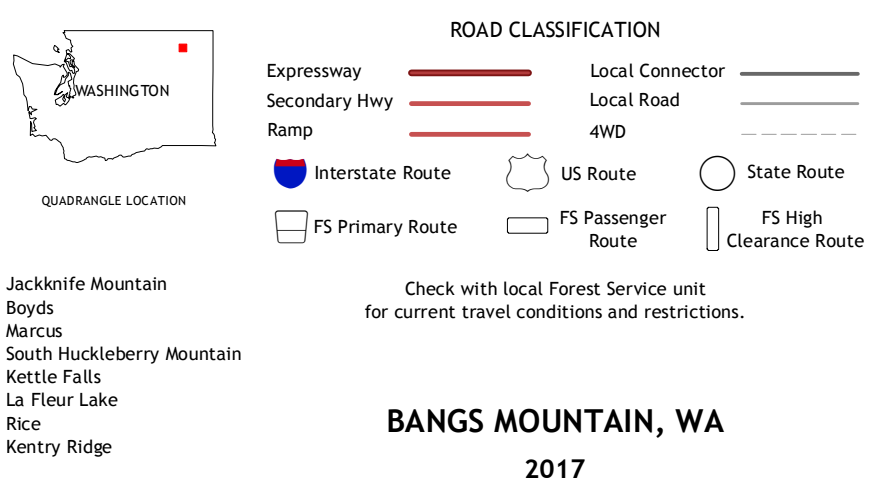 WASHINGTON
QUADRANGLE LOCATION
ROAD CLASSIFICATION
Expressway
Local Connector
Secondary Hwy
Local Road
Ramp
4WD
Interstate Route
US Route
State Route
FS Primary Route
FS Passenger
Route
FS High
Clearance Route
Check with local Forest Service unit
for current travel conditions and restrictions.
Jackknife Mountain
Boyds
Marcus
South Huckleberry Mountain
Kettle Falls
La Fleur Lake
Rice
Kentry Ridge
BANGS MOUNTAIN, WA
2017